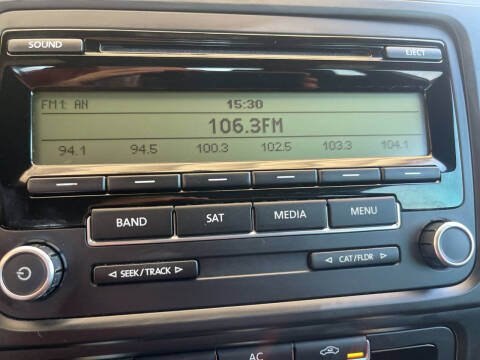 SOUND EJECT
FM1: AN 15:30
106.3FM
94.1 94.5 100.3 102.5 103.3 104.1
BAND SAT MEDIA MENU
◁ SEEK/TRACK ▷ ◁ CAT/FLDR ▷
AC